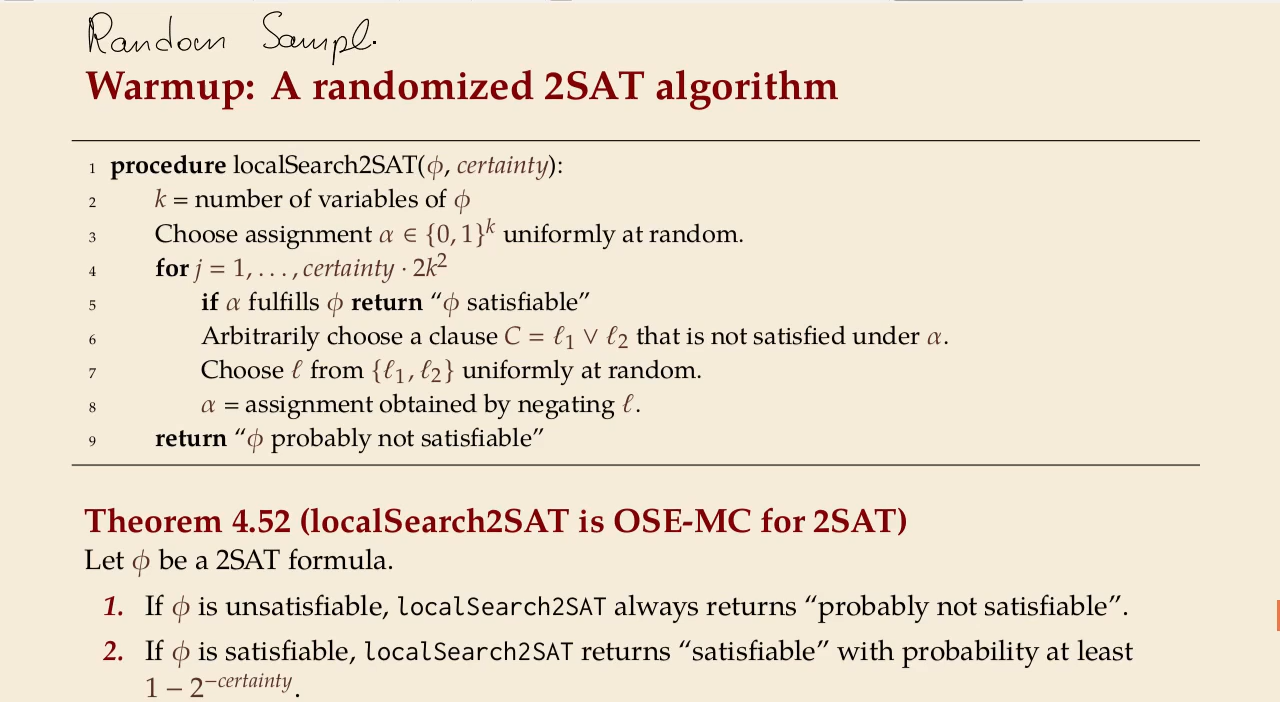 Random Sampl.
Warmup: A randomized 2SAT algorithm
1 procedure localSearch2SAT(ϕ, certainty):
2 k = number of variables of ϕ
3 Choose assignment α ∈ {0, 1}^k uniformly at random.
4 for j = 1, . . . , certainty · 2k²
5 if α fulfills ϕ return “ϕ satisfiable”
6 Arbitrarily choose a clause C = ℓ₁ ∨ ℓ₂ that is not satisfied under α.
7 Choose ℓ from {ℓ₁, ℓ₂} uniformly at random.
8 α = assignment obtained by negating ℓ.
9 return “ϕ probably not satisfiable”
Theorem 4.52 (localSearch2SAT is OSE-MC for 2SAT)
Let ϕ be a 2SAT formula.
1. If ϕ is unsatisfiable, localSearch2SAT always returns “probably not satisfiable”.
2. If ϕ is satisfiable, localSearch2SAT returns “satisfiable” with probability at least
1 − 2^−certainty.